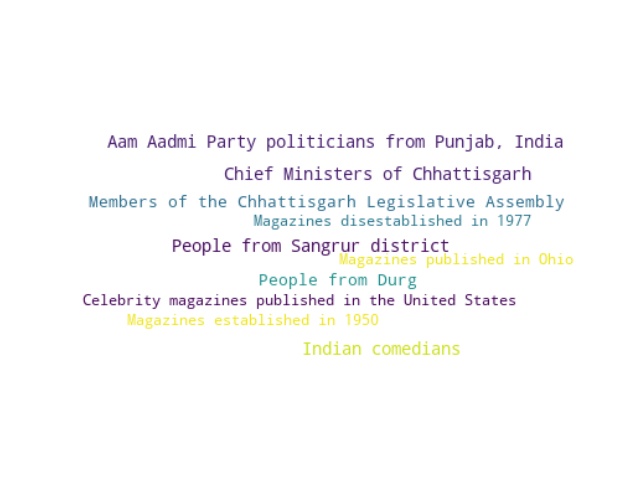 Aam Aadmi Party politicians from Punjab, India
Chief Ministers of Chhattisgarh
Members of the Chhattisgarh Legislative Assembly
Magazines disestablished in 1977
People from Sangrur district
Magazines published in Ohio
People from Durg
Celebrity magazines published in the United States
Magazines established in 1950
Indian comedians